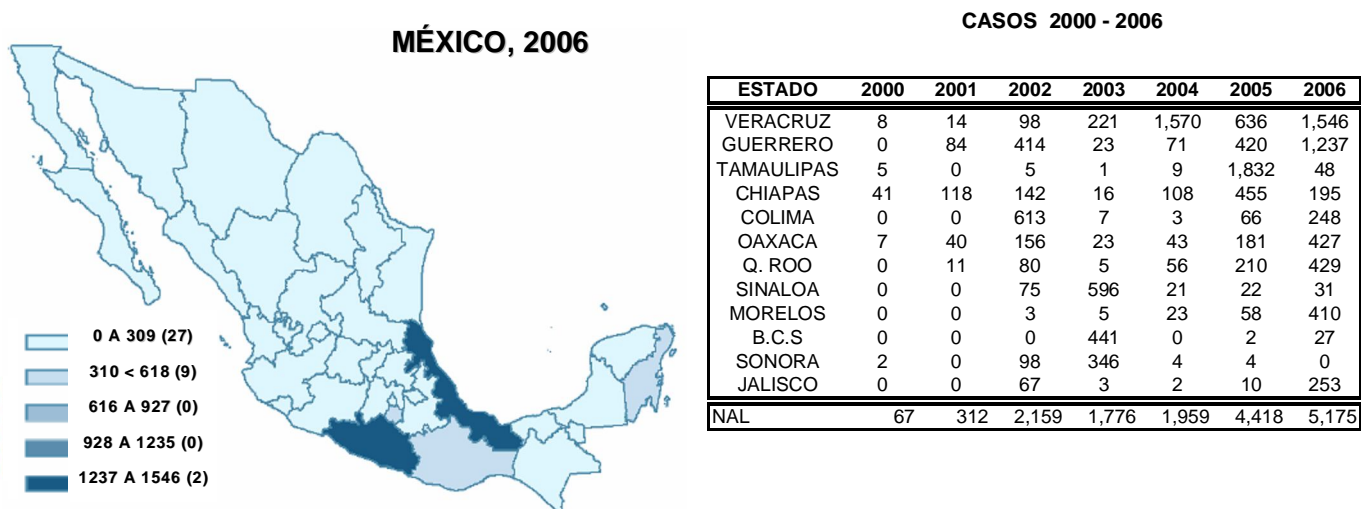 MÉXICO, 2006
0 A 309 (27)
310 < 618 (9)
616 A 927 (0)
928 A 1235 (0)
1237 A 1546 (2)
CASOS 2000 - 2006
ESTADO 2000 2001 2002 2003 2004 2005 2006
VERACRUZ 8 14 98 221 1,570 636 1,546
GUERRERO 0 84 414 23 71 420 1,237
TAMAULIPAS 5 0 5 1 9 1,832 48
CHIAPAS 41 118 142 16 108 455 195
COLIMA 0 0 613 7 3 66 248
OAXACA 7 40 156 23 43 181 427
Q. ROO 0 11 80 5 56 210 429
SINALOA 0 0 75 596 21 22 31
MORELOS 0 0 3 5 23 58 410
B.C.S 0 0 0 441 0 2 27
SONORA 2 0 98 346 4 4 0
JALISCO 0 0 67 3 2 10 253
NAL 67 312 2,159 1,776 1,959 4,418 5,175